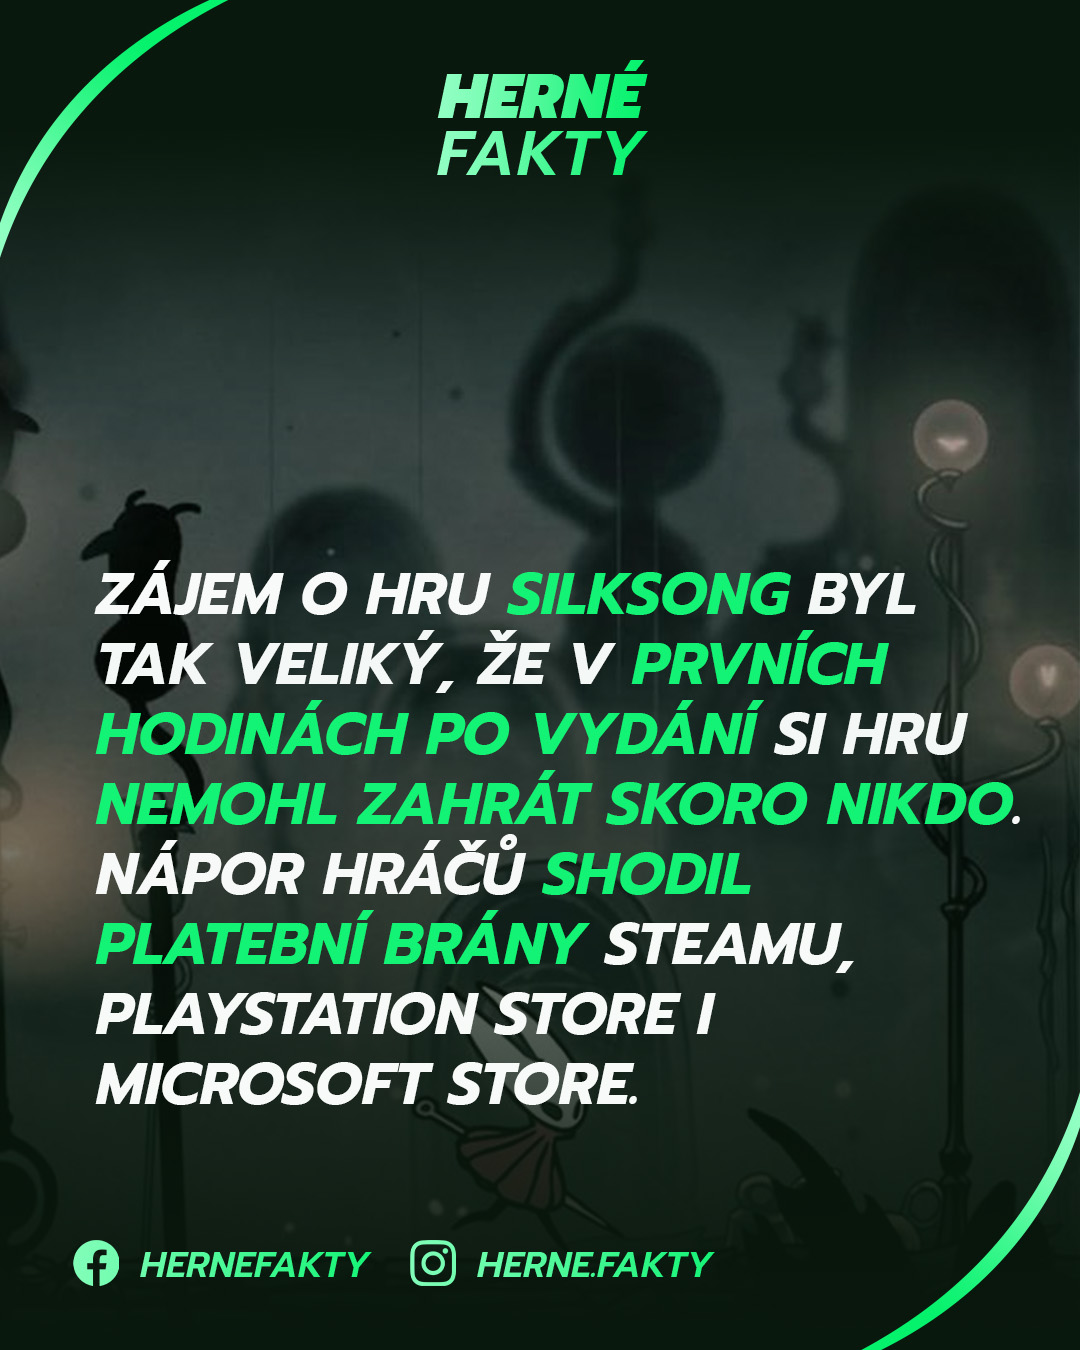 HERNÉ
FAKTY
ZÁJEM O HRU SILKSONG BYL
TAK VELIKÝ, ŽE V PRVNÍCH
HODINÁCH PO VYDÁNÍ SI HRU
NEMOHL ZAHRÁT SKORO NIKDO.
NÁPOR HRÁČŮ SHODIL
PLATEBNÍ BRÁNY STEAMU,
PLAYSTATION STORE I
MICROSOFT STORE.
HERNEFAKTY HERNE.FAKTY